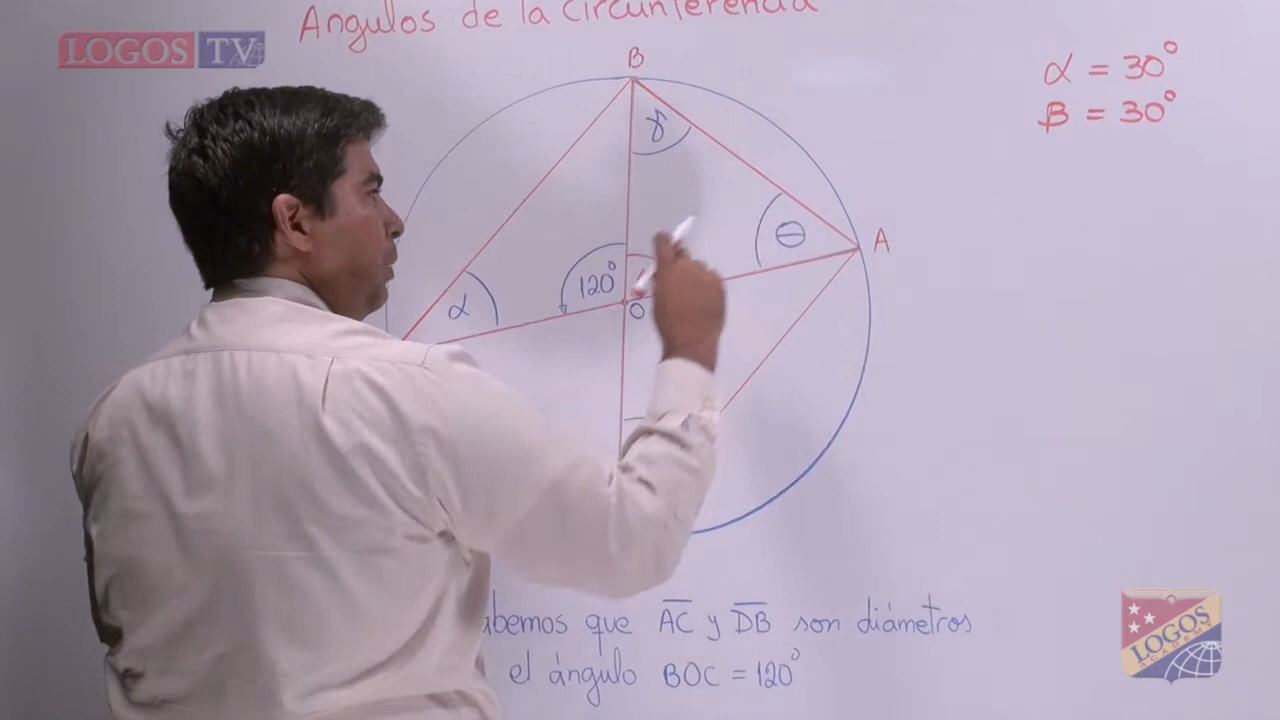 Angulos de la Circunferencia
LOGOS TV
B
α = 30°
β = 30°
γ
θ
A
120°
α
O
abemos que AC y DB son diámetros
el ángulo BOC = 120°
LOGOS
ACADEMY